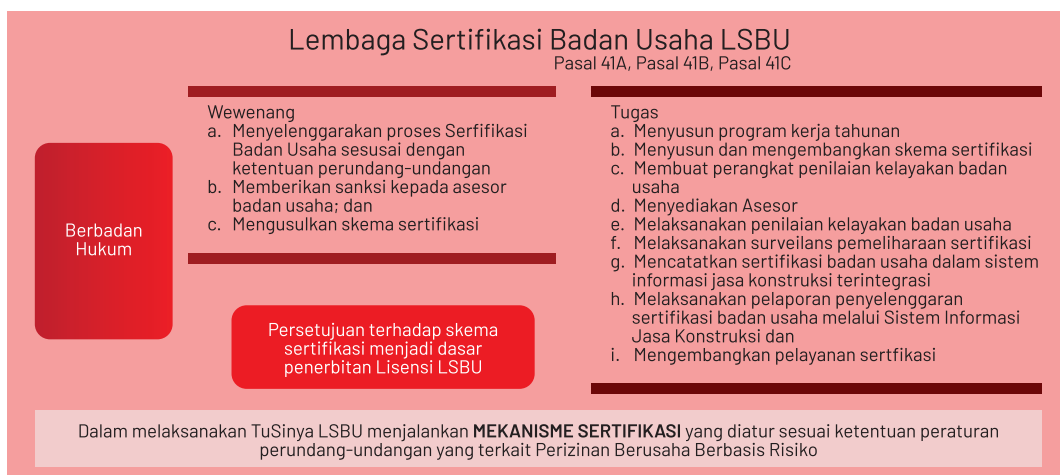 Lembaga Sertifikasi Badan Usaha LSBU
Pasal 41A, Pasal 41B, Pasal 41C
Berbadan
Hukum
Wewenang
a. Menyelenggarakan proses Serfifikasi
Badan Usaha sesusai dengan
ketentuan perundang-undangan
b. Memberikan sanksi kepada asesor
badan usaha; dan
c. Mengusulkan skema sertifikasi
Persetujuan terhadap skema
sertifikasi menjadi dasar
penerbitan Lisensi LSBU
Tugas
a. Menyusun program kerja tahunan
b. Menyusun dan mengembangkan skema sertifikasi
c. Membuat perangkat penilaian kelayakan badan
usaha
d. Menyediakan Asesor
e. Melaksanakan penilaian kelayakan badan usaha
f. Melaksanakan surveilans pemeliharaan sertifikasi
g. Mencatatkan sertifikasi badan usaha dalam sistem
informasi jasa konstruksi terintegrasi
h. Melaksanakan pelaporan penyelenggaran
sertifikasi badan usaha melalui Sistem Informasi
Jasa Konstruksi dan
i. Mengembangkan pelayanan sertfikasi
Dalam melaksanakan TuSinya LSBU menjalankan MEKANISME SERTIFIKASI yang diatur sesuai ketentuan peraturan
perundang-undangan yang terkait Perizinan Berusaha Berbasis Risiko